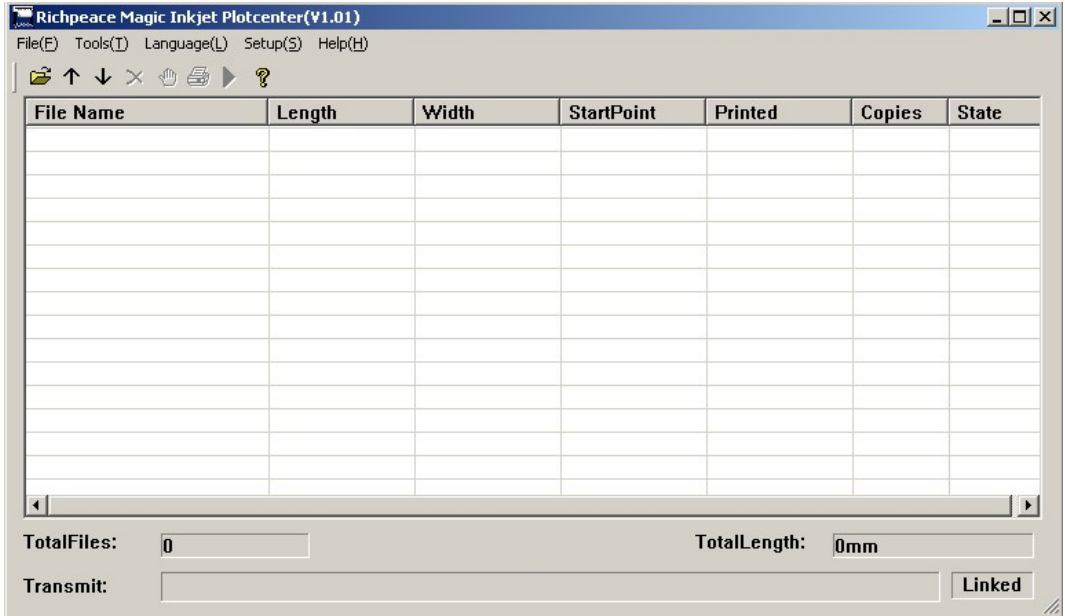 Richpeace Magic Inkjet Plotcenter(V1.01)
File(F) Tools(T) Language(L) Setup(S) Help(H)
File Name Length Width StartPoint Printed Copies State
TotalFiles: 0 TotalLength: 0mm
Transmit: Linked